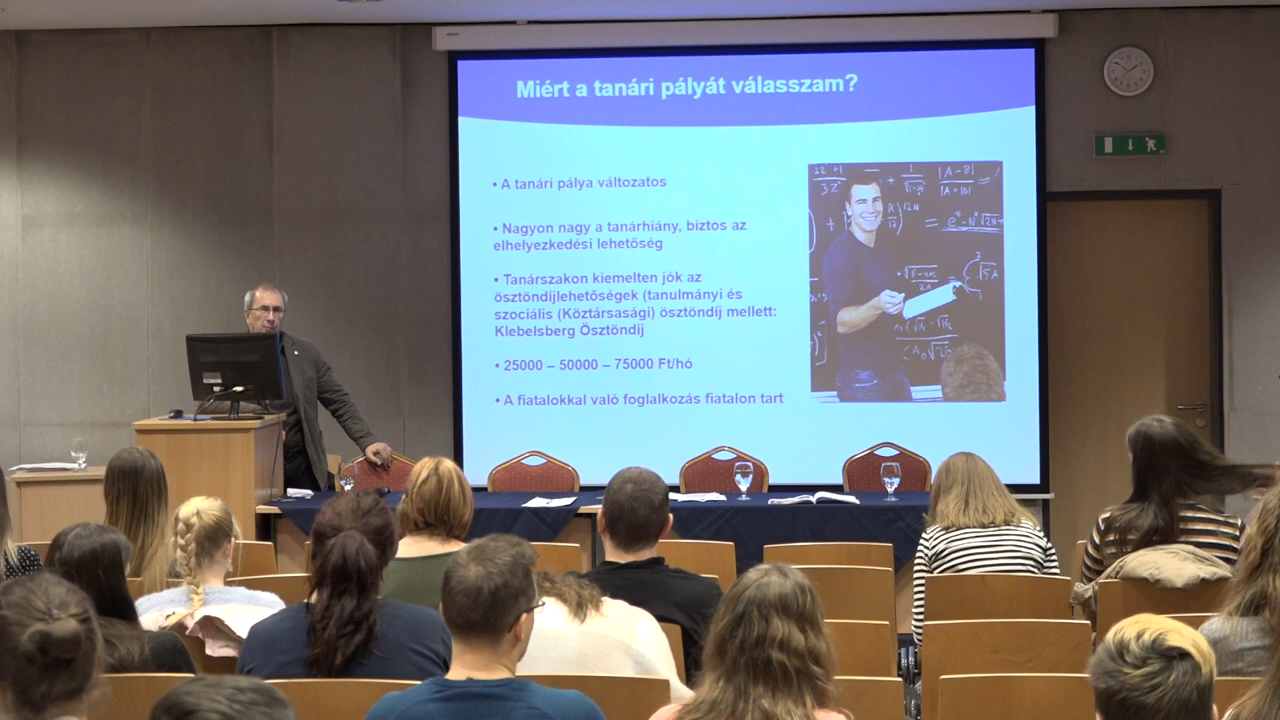 Miért a tanári pályát válasszam?
• A tanári pálya változatos
• Nagyon nagy a tanárhiány, biztos az
elhelyezkedési lehetőség
• Tanárszakon kiemelten jók az
ösztöndíjlehetőségek (tanulmányi és
szociális (Köztársasági) ösztöndíj mellett:
Klebelsberg Ösztöndíj
• 25000 – 50000 – 75000 Ft/hó
• A fiatalokkal való foglalkozás fiatalon tart